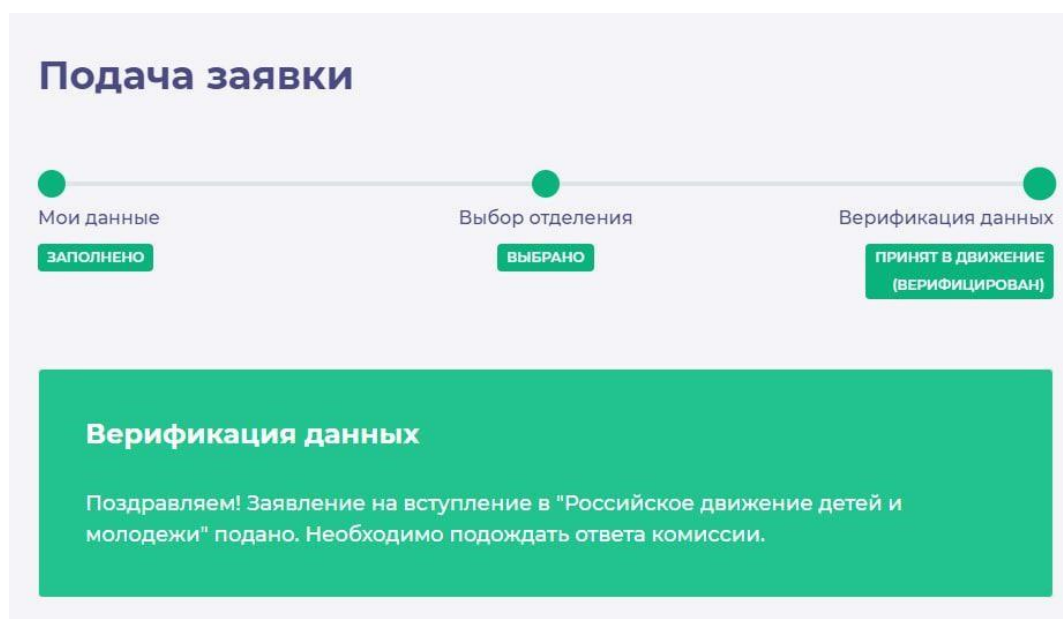 Подача заявки
Мои данные
ЗАПОЛНЕНО
Выбор отделения
ВЫБРАНО
Верификация данных
ПРИНЯТ В ДВИЖЕНИЕ
(ВЕРИФИЦИРОВАН)
Верификация данных
Поздравляем! Заявление на вступление в "Российское движение детей и
молодежи" подано. Необходимо подождать ответа комиссии.